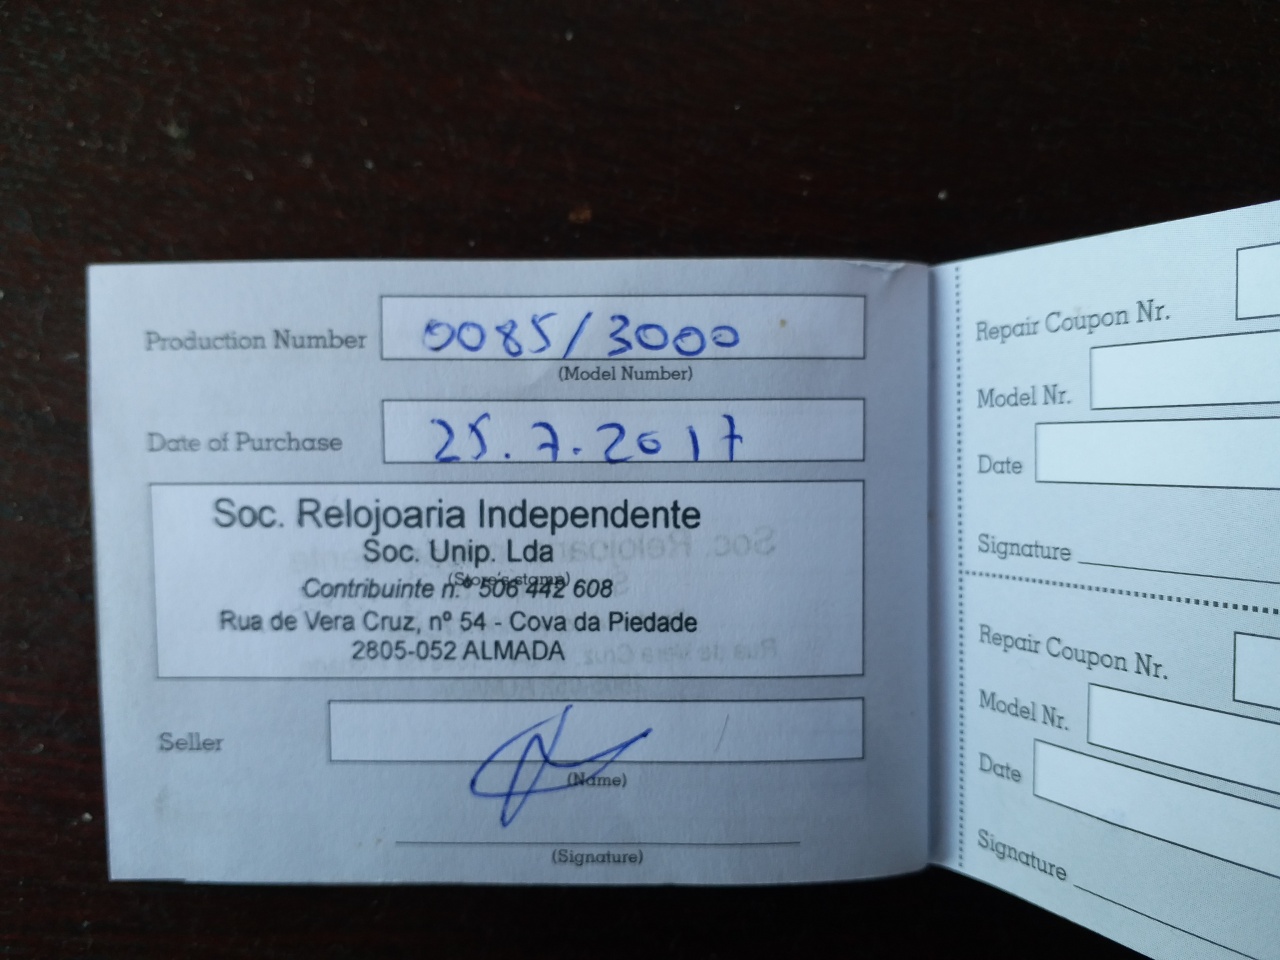 Production Number 0085/3000
(Model Number)
Date of Purchase 25.7.2017
Soc. Relojoaria Independente
Soc. Unip. Lda
(Store's stamp)
Contribuinte n.º 506 442 608
Rua de Vera Cruz, nº 54 - Cova da Piedade
2805-052 ALMADA
Seller
(Name)
(Signature)
Repair Coupon Nr.
Model Nr.
Date
Signature
Repair Coupon Nr.
Model Nr.
Date
Signature